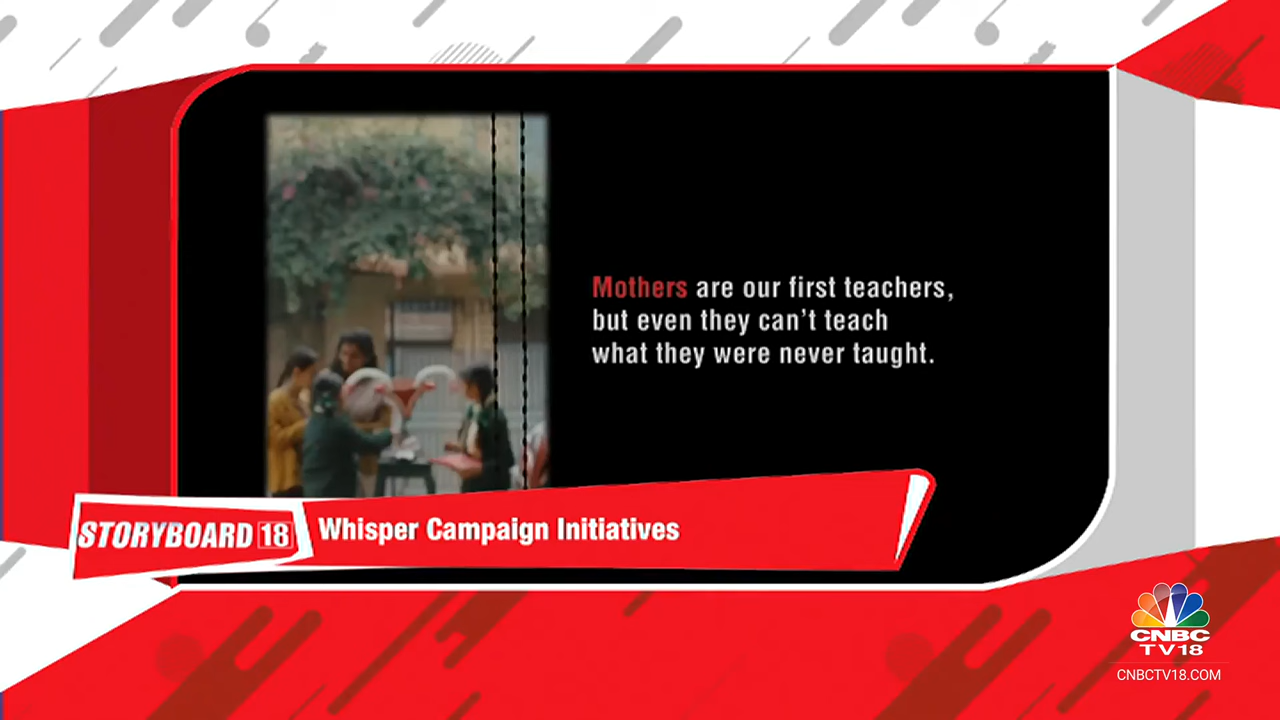 Mothers are our first teachers,
but even they can't teach
what they were never taught.
STORYBOARD 18
Whisper Campaign Initiatives
CNBC
TV18
CNBCTV18.COM